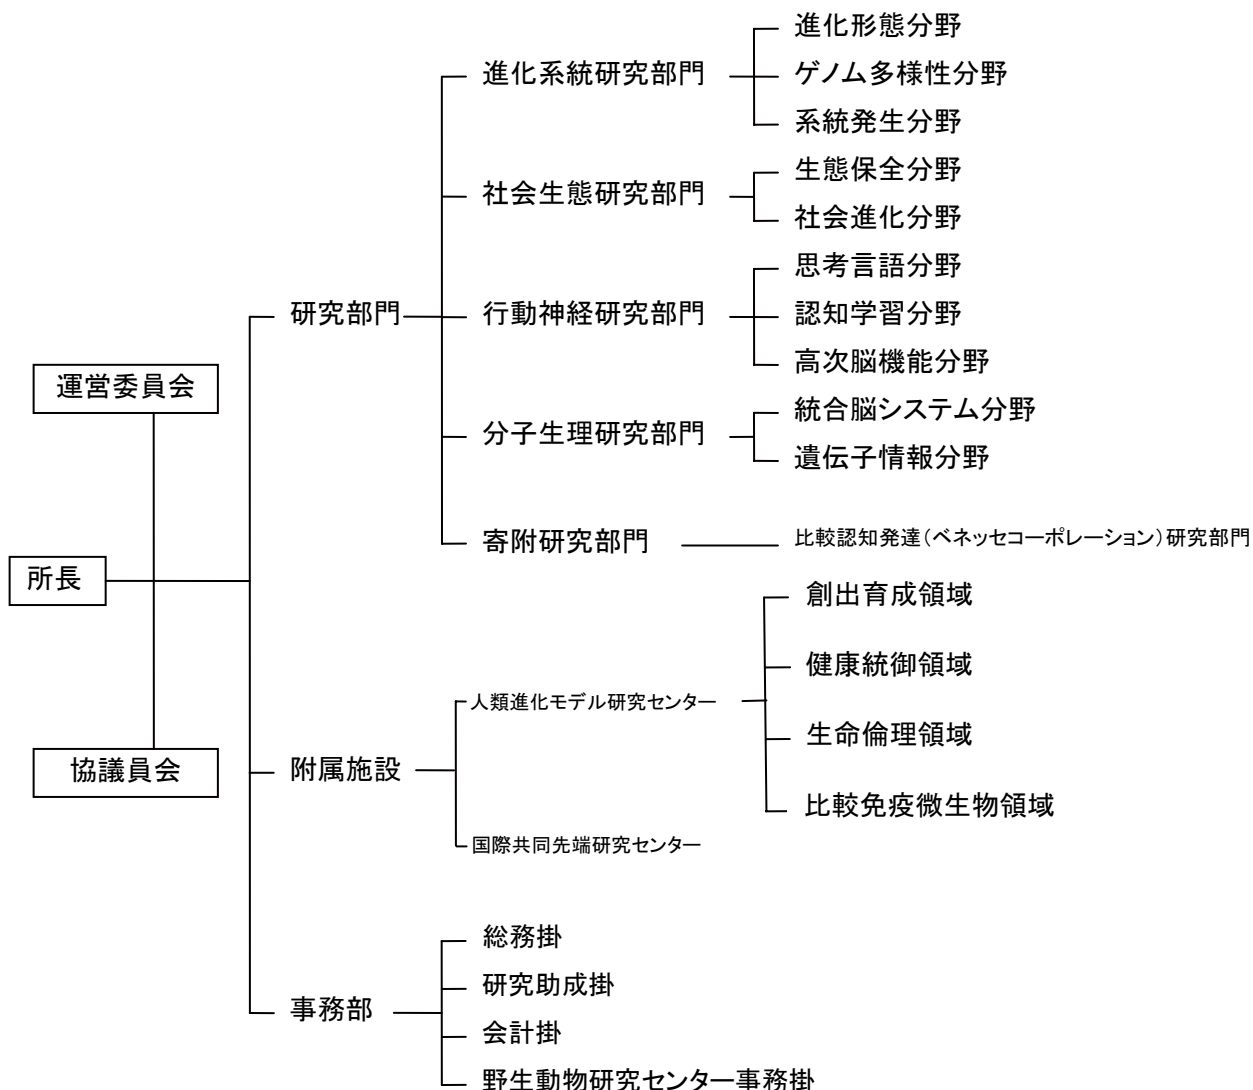 進化形態分野
進化系統研究部門
ゲノム多様性分野
系統発生分野
生態保全分野
社会生態研究部門
社会進化分野
思考言語分野
研究部門
行動神経研究部門
認知学習分野
高次脳機能分野
運営委員会
統合脳システム分野
分子生理研究部門
遺伝子情報分野
寄附研究部門
比較認知発達(ベネッセコーポレーション)研究部門
所長
創出育成領域
健康統御領域
人類進化モデル研究センター
生命倫理領域
協議員会
附属施設
比較免疫微生物領域
国際共同先端研究センター
総務掛
研究助成掛
事務部
会計掛
野生動物研究センター事務掛